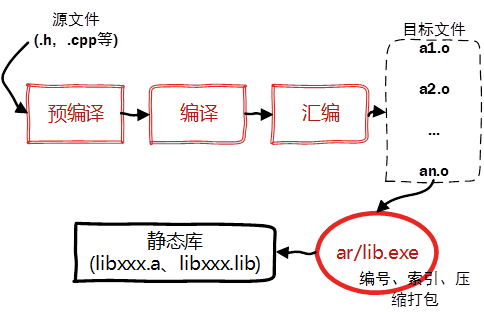 源文件
(.h，.cpp等)
目标文件
a1.o
a2.o
...
an.o
预编译
编译
汇编
静态库
(libxxx.a、libxxx.lib)
ar/lib.exe
编号、索引、压
缩打包